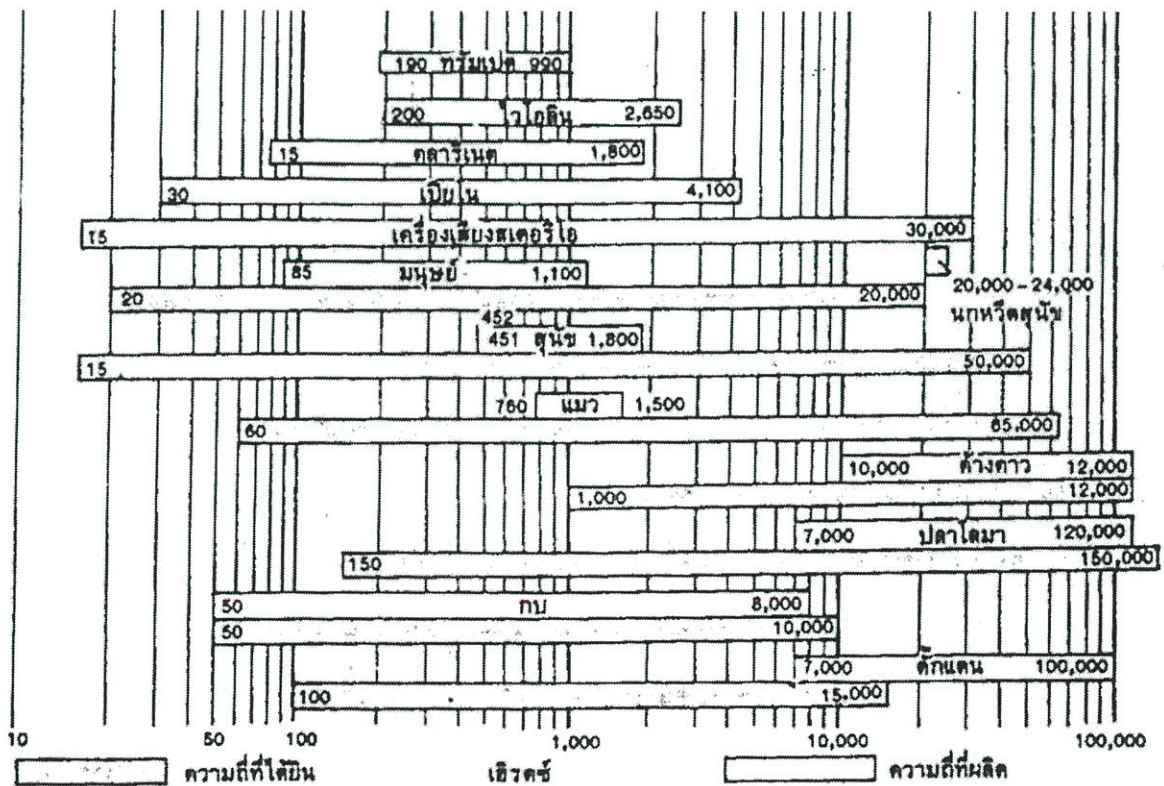 190 ทรัมเปต 990
200 ไวโอลิน 2,650
15 คลาริเนต 1,800
30 เปียโน 4,100
15 เครื่องเสียงสเตอริโอ 30,000
85 มนุษย์ 1,100
20 20,000
20,000 - 24,000
นกหวีดสุนัข
452
451 สุนัข 1,800
15 50,000
760 แมว 1,500
60 65.000
10,000 ค้างคาว 12,000
1,000 12,000
7,000 ปลาโลมา 120,000
150 150,000
50 กบ 8,000
50 10,000
7,000 ตั๊กแตน 100,000
100 15.000
10 50 100 1,000 10,000 100,000
ความถี่ที่ได้ยิน เฮิรตซ์ ความถี่ที่ผลิต